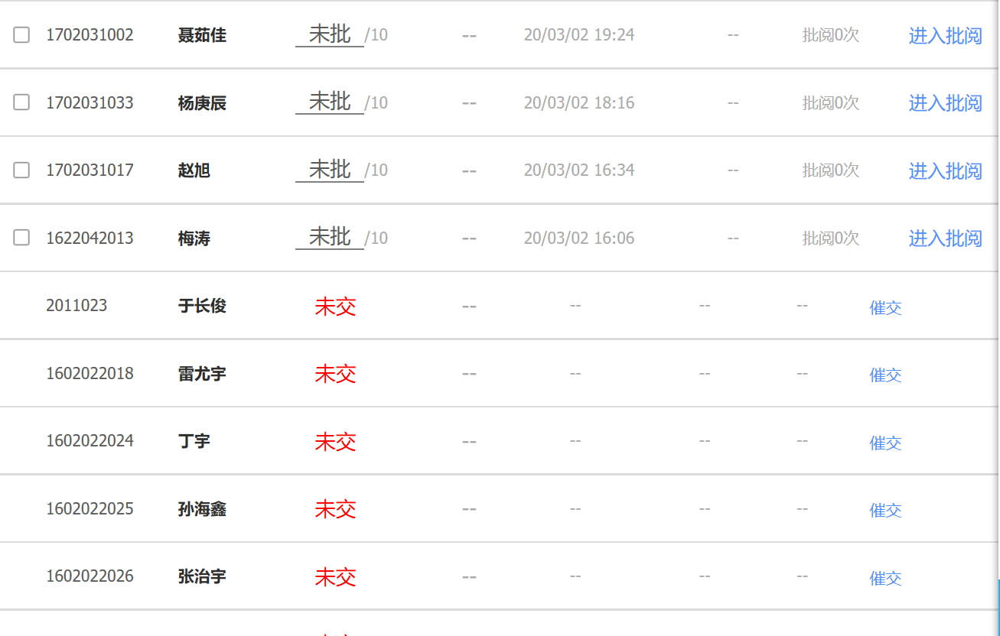 1702031002 聂茹佳 未批/10 -- 20/03/02 19:24 -- 批阅0次 进入批阅
1702031033 杨庚辰 未批/10 -- 20/03/02 18:16 -- 批阅0次 进入批阅
1702031017 赵旭 未批/10 -- 20/03/02 16:34 -- 批阅0次 进入批阅
1622042013 梅涛 未批/10 -- 20/03/02 16:06 -- 批阅0次 进入批阅
2011023 于长俊 未交 -- -- -- -- 催交
1602022018 雷尤宇 未交 -- -- -- -- 催交
1602022024 丁宇 未交 -- -- -- -- 催交
1602022025 孙海鑫 未交 -- -- -- -- 催交
1602022026 张治宇 未交 -- -- -- -- 催交